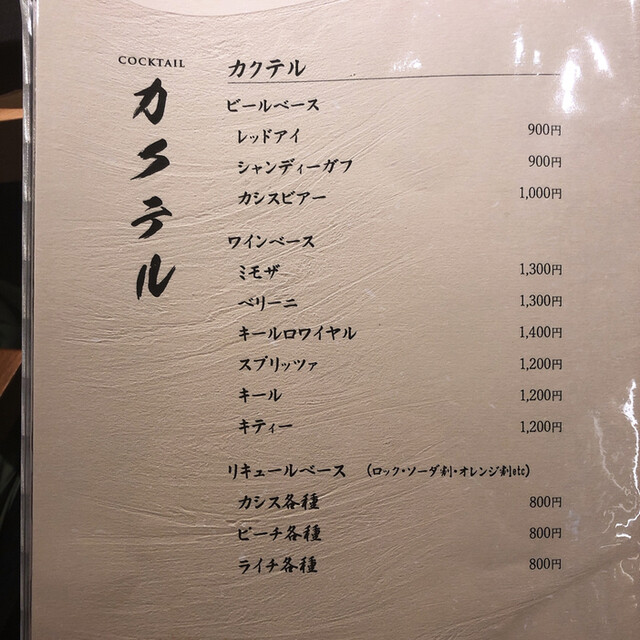 COCKTAIL
カクテル
カクテル
ビールベース
レッドアイ 900円
シャンディーガフ 900円
カシスビアー 1,000円
ワインベース
ミモザ 1,300円
ベリーニ 1,300円
キールロワイヤル 1,400円
スプリッツァ 1,200円
キール 1,200円
キティー 1,200円
リキュールベース （ロック・ソーダ割・オレンジ割etc）
カシス各種 800円
ピーチ各種 800円
ライチ各種 800円